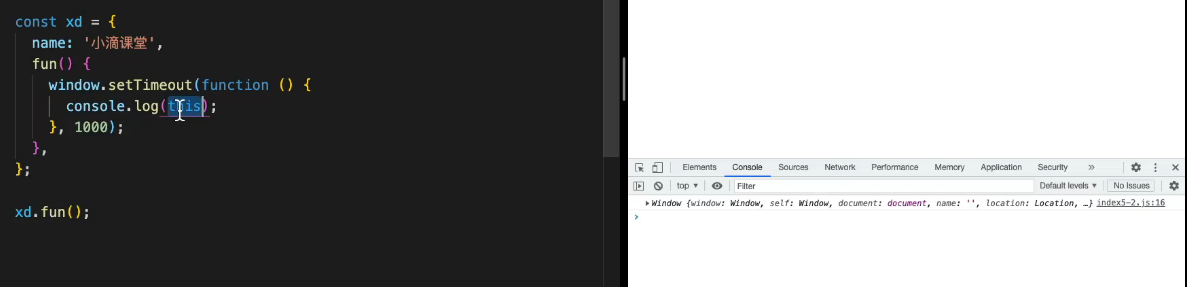 const xd = {
name: '小滴课堂',
fun() {
window.setTimeout(function () {
console.log(this);
}, 1000);
},
};
xd.fun();
Elements Console Sources Network Performance Memory Application Security »
top ▼ Filter Default levels ▼ No Issues
▶Window {window: Window, self: Window, document: document, name: '', location: Location, …} index5-2.js:16
›